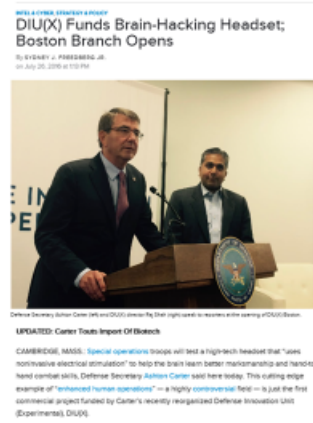 INTEL & CYBER, STRATEGY & POLICY
DIU(X) Funds Brain-Hacking Headset;
Boston Branch Opens
By SYDNEY J. FREEDBERG JR.
on July 26, 2016 at 1:13 PM
Defense Secretary Ashton Carter (left) and DIU(X) director Raj Shah (right) speak to reporters at the opening of DIU(X) Boston.
UPDATED: Carter Touts Import Of Biotech
CAMBRIDGE, MASS.: Special operations troops will test a high-tech headset that "uses
noninvasive electrical stimulation" to help the brain learn better marksmanship and hand-to
hand combat skills, Defense Secretary Ashton Carter said here today. This cutting edge
example of "enhanced human operations" — a highly controversial field — is just the first
commercial project funded by Carter's recently reorganized Defense Innovation Unit
(Experimental), DIU(X).